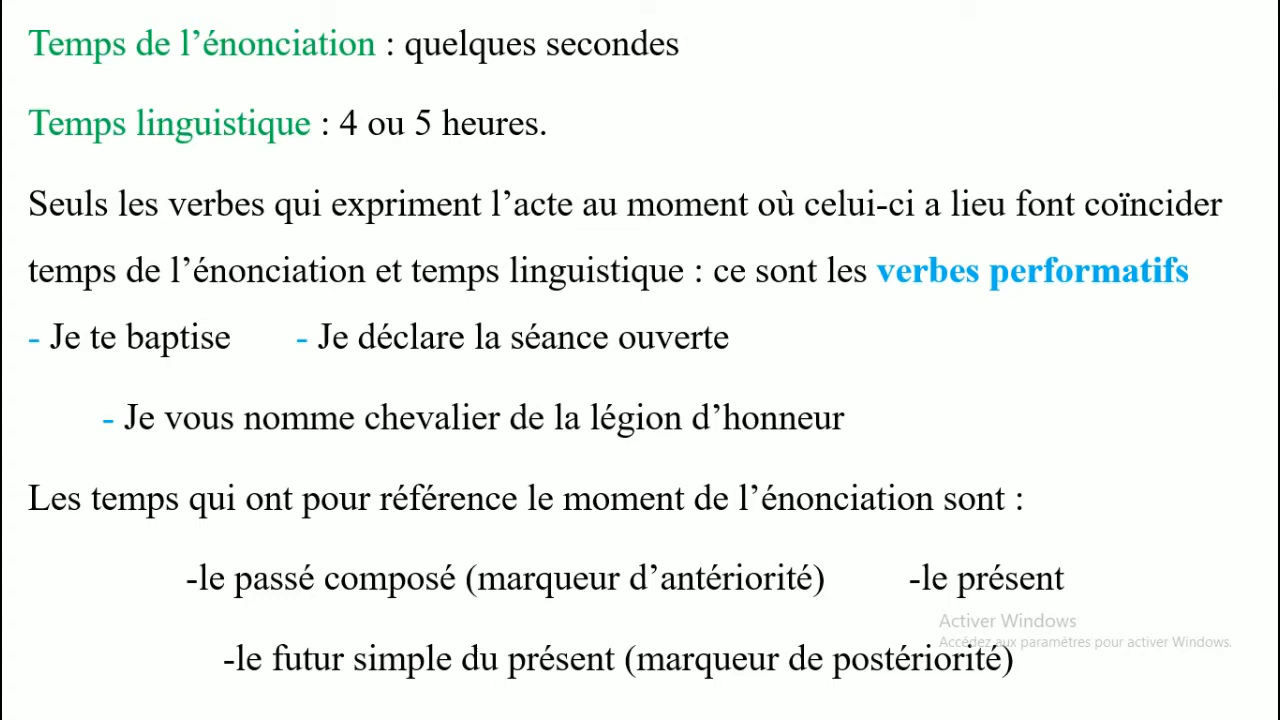 Temps de l’énonciation : quelques secondes
Temps linguistique : 4 ou 5 heures.
Seuls les verbes qui expriment l’acte au moment où celui-ci a lieu font coïncider
temps de l’énonciation et temps linguistique : ce sont les verbes performatifs
- Je te baptise - Je déclare la séance ouverte
- Je vous nomme chevalier de la légion d’honneur
Les temps qui ont pour référence le moment de l’énonciation sont :
-le passé composé (marqueur d’antériorité) -le présent
Activer Windows
Accédez aux paramètres pour activer Windows.
-le futur simple du présent (marqueur de postériorité)